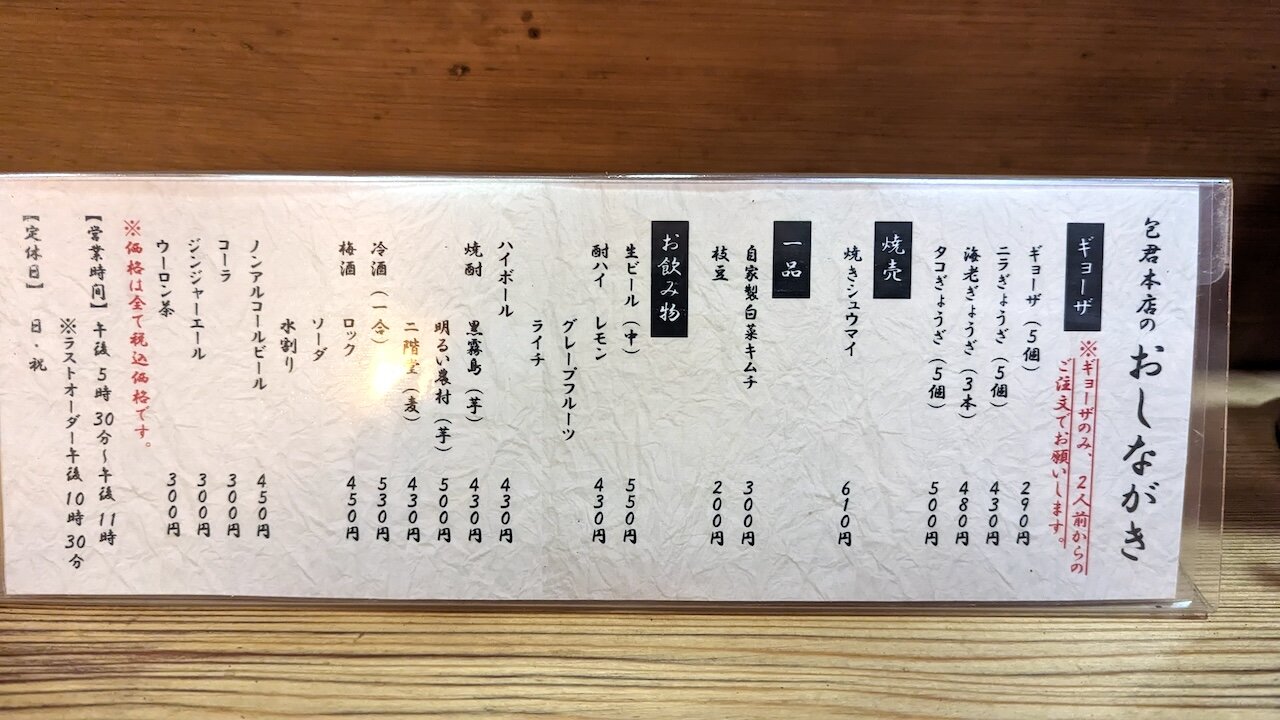 包君本店の おしながき
ギョーザ
※ギョーザのみ、2人前からの
ご注文でお願いします。
ギョーザ（5個） 290円
ニラぎょうざ（5個） 430円
海老ぎょうざ（3本） 480円
タコぎょうざ（5個） 500円
焼売
焼きシュウマイ 610円
一品
自家製白菜キムチ 300円
枝豆 200円
お飲み物
生ビール（中） 550円
酎ハイ レモン 430円
グレープフルーツ
ライチ
ハイボール 430円
焼酎 黒霧島（芋） 430円
明るい農村（芋） 500円
二階堂（麦） 430円
冷酒（一合） 530円
梅酒 ロック 450円
ソーダ
水割り
ノンアルコールビール 450円
コーラ 300円
ジンジャーエール 300円
ウーロン茶 300円
※価格は全て税込価格です。
【営業時間】 午後 5時 30分～午後 11時
※ラストオーダー午後 10時 30分
【定休日】 日・祝